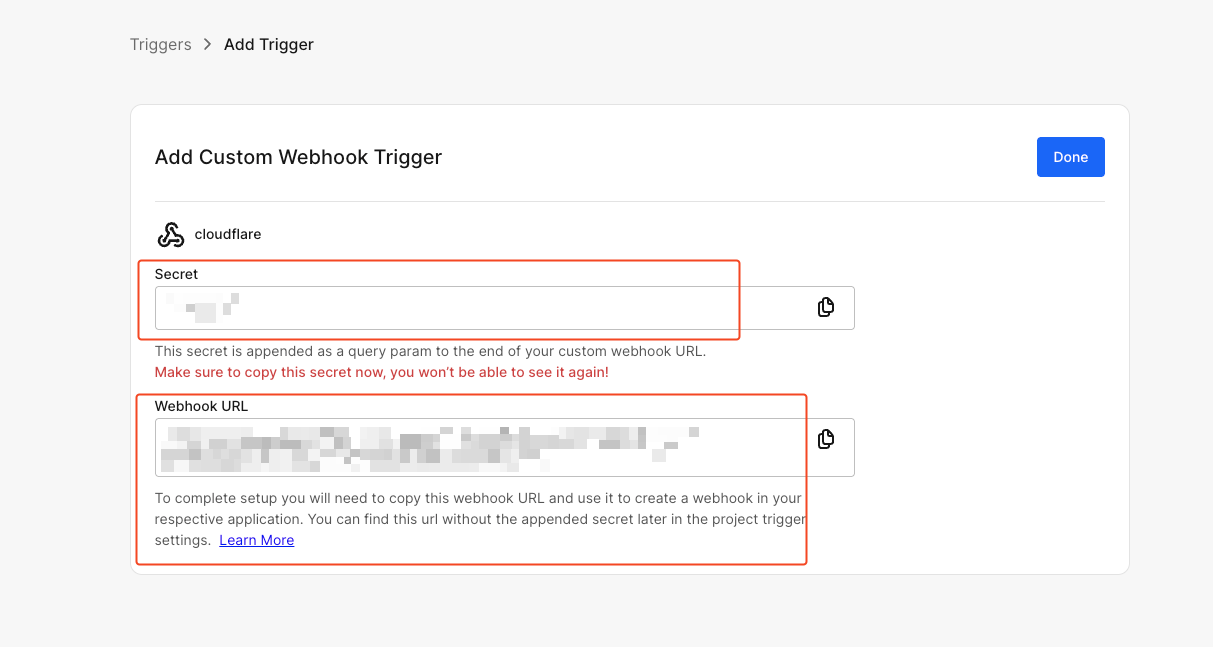 Triggers > Add Trigger
Add Custom Webhook Trigger
Done
cloudflare
Secret
This secret is appended as a query param to the end of your custom webhook URL.
Make sure to copy this secret now, you won't be able to see it again!
Webhook URL
To complete setup you will need to copy this webhook URL and use it to create a webhook in your
respective application. You can find this url without the appended secret later in the project trigger
settings. Learn More